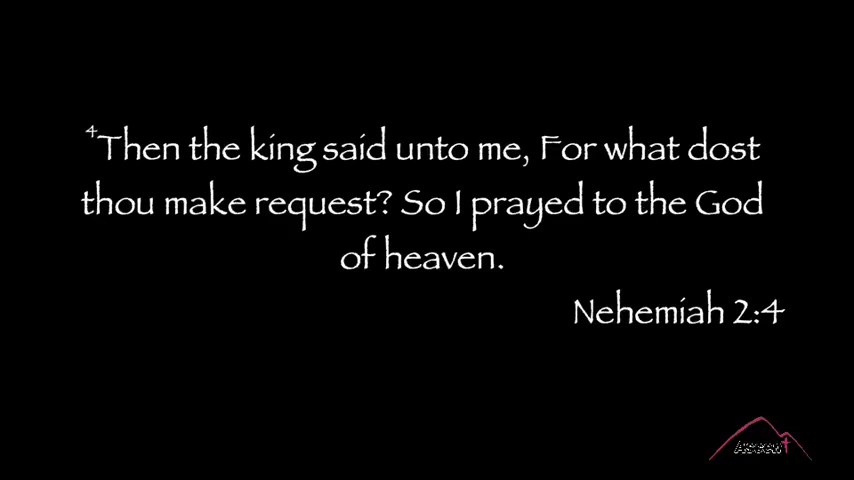 ⁴Then the king said unto me, For what dost
thou make request? So I prayed to the God
of heaven.
Nehemiah 2:4